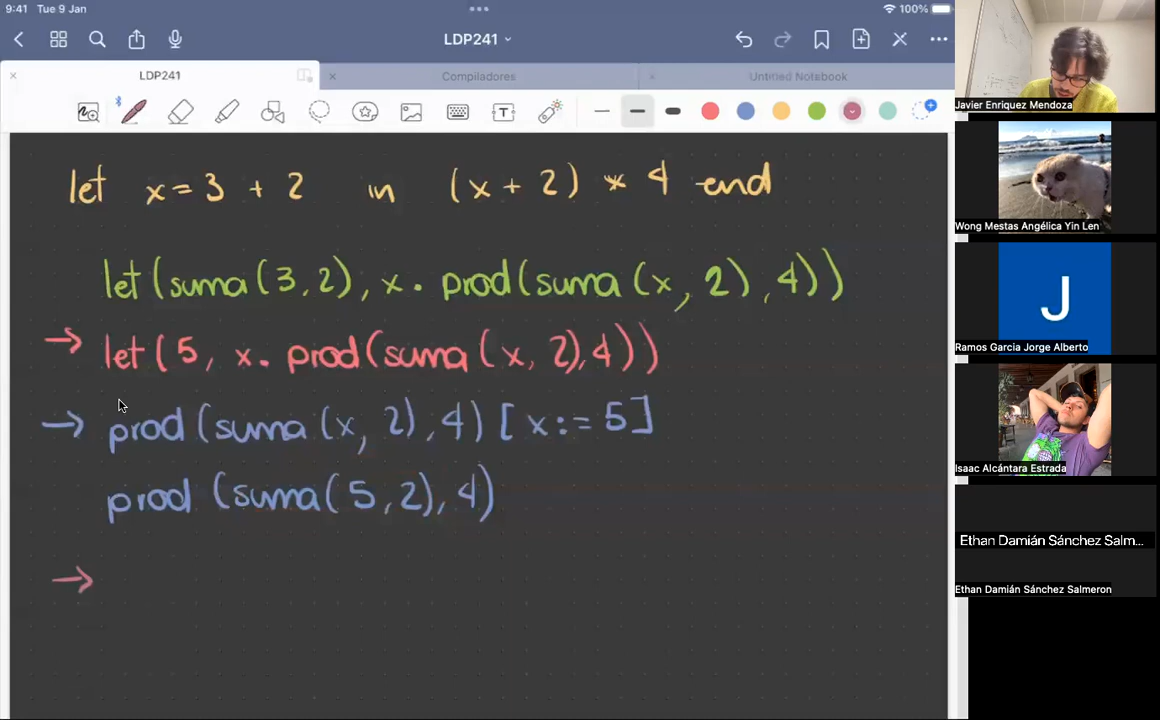 9:41 Tue 9 Jan
100%
LDP241
LDP241
Compiladores
Untitled Notebook
let x = 3 + 2 in (x + 2) * 4 end
let(suma(3,2), x. prod(suma(x, 2),4))
→ let(5, x. prod(suma(x, 2),4))
→ prod(suma(x, 2),4)[x:=5]
prod(suma(5,2),4)
→
Javier Enriquez Mendoza
Wong Mestas Angélica Yin Len
J
Ramos Garcia Jorge Alberto
Isaac Alcántara Estrada
Ethan Damián Sánchez Salm...
Ethan Damián Sánchez Salmeron